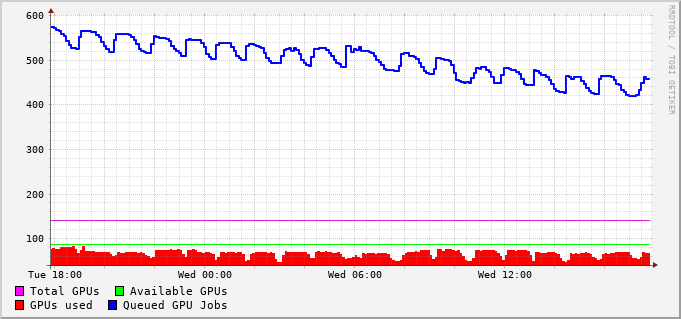 600
500
400
300
200
100
Tue 18:00 Wed 00:00 Wed 06:00 Wed 12:00
Total GPUs Available GPUs
GPUs used Queued GPU Jobs
RRDTOOL / TOBI OETIKER